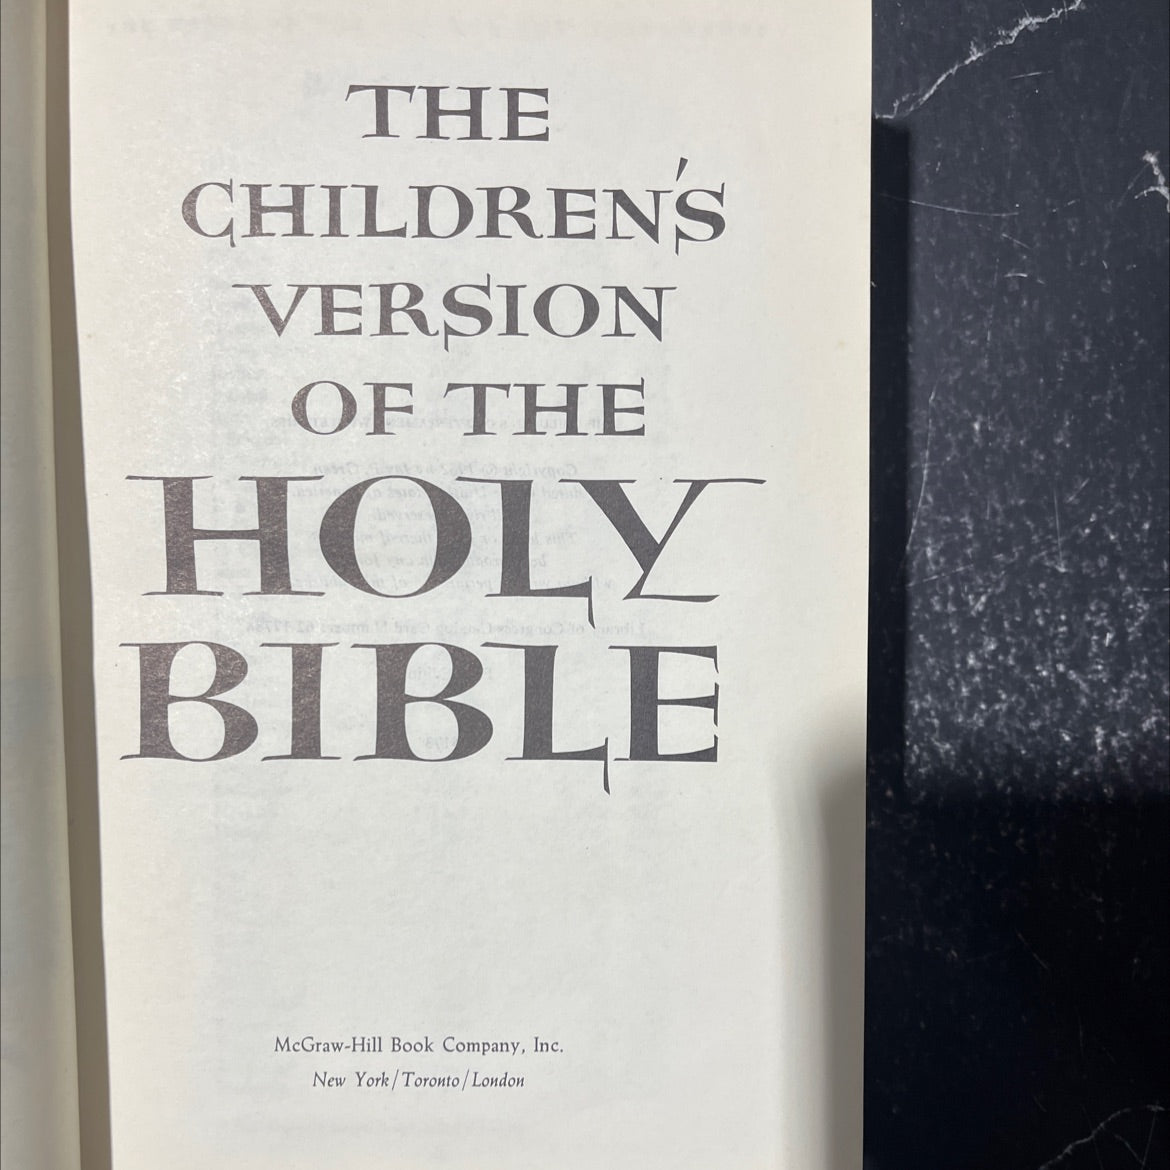 THE
CHILDREN'S
VERSION
OF THE
HOLY
BIBLE
McGraw-Hill Book Company, Inc.
New York/Toronto/London